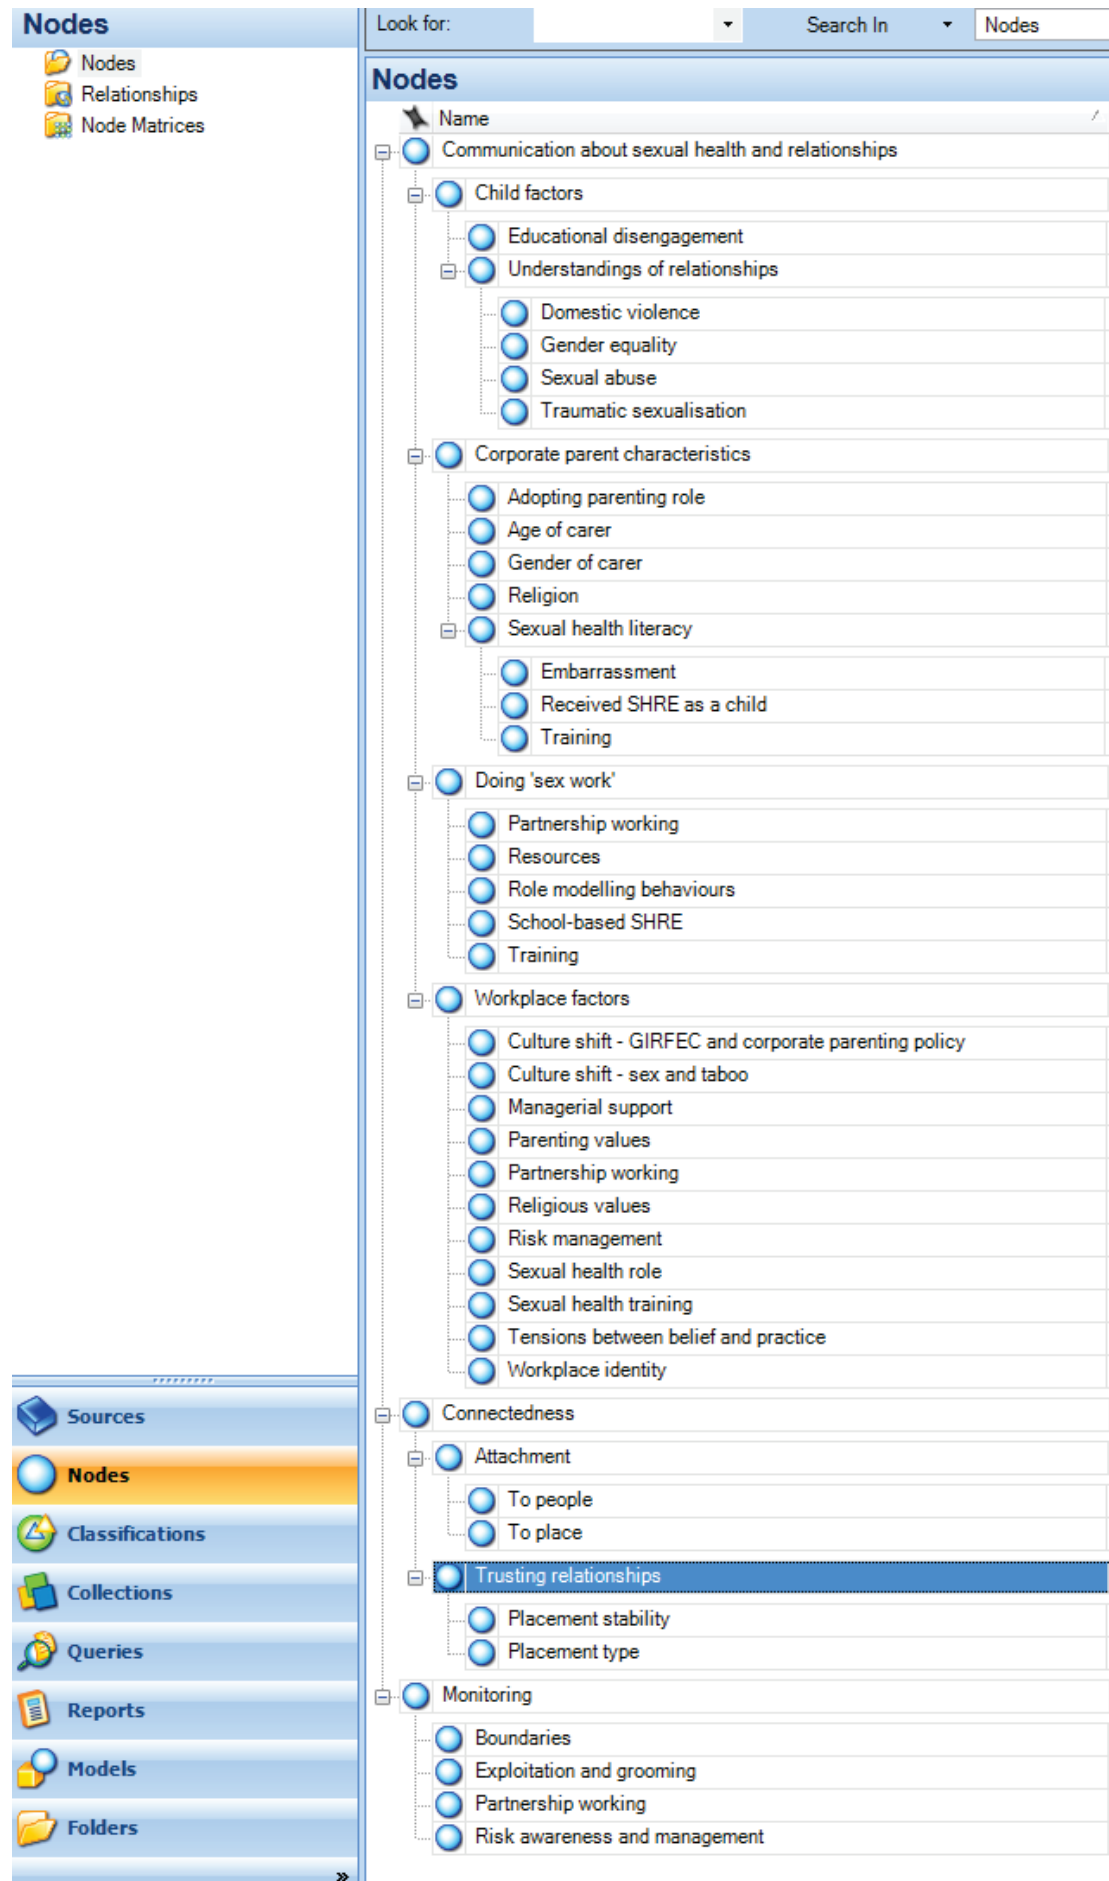 Nodes
Nodes
Relationships
Node Matrices
Sources
Nodes
Classifications
Collections
Queries
Reports
Models
Folders
»
Look for: Search In Nodes
Nodes
Name
Communication about sexual health and relationships
Child factors
Educational disengagement
Understandings of relationships
Domestic violence
Gender equality
Sexual abuse
Traumatic sexualisation
Corporate parent characteristics
Adopting parenting role
Age of carer
Gender of carer
Religion
Sexual health literacy
Embarrassment
Received SHRE as a child
Training
Doing 'sex work'
Partnership working
Resources
Role modelling behaviours
School-based SHRE
Training
Workplace factors
Culture shift - GIRFEC and corporate parenting policy
Culture shift - sex and taboo
Managerial support
Parenting values
Partnership working
Religious values
Risk management
Sexual health role
Sexual health training
Tensions between belief and practice
Workplace identity
Connectedness
Attachment
To people
To place
Trusting relationships
Placement stability
Placement type
Monitoring
Boundaries
Exploitation and grooming
Partnership working
Risk awareness and management